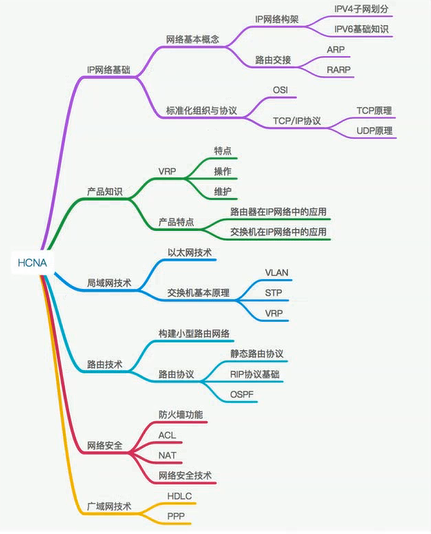 HCNA
IP网络基础
网络基本概念
IP网络构架
IPV4子网划分
IPV6基础知识
路由交接
ARP
RARP
标准化组织与协议
OSI
TCP/IP协议
TCP原理
UDP原理
产品知识
VRP
特点
操作
维护
产品特点
路由器在IP网络中的应用
交换机在IP网络中的应用
局域网技术
以太网技术
交换机基本原理
VLAN
STP
VRP
路由技术
构建小型路由网络
路由协议
静态路由协议
RIP协议基础
OSPF
网络安全
防火墙功能
ACL
NAT
网络安全技术
广域网技术
HDLC
PPP